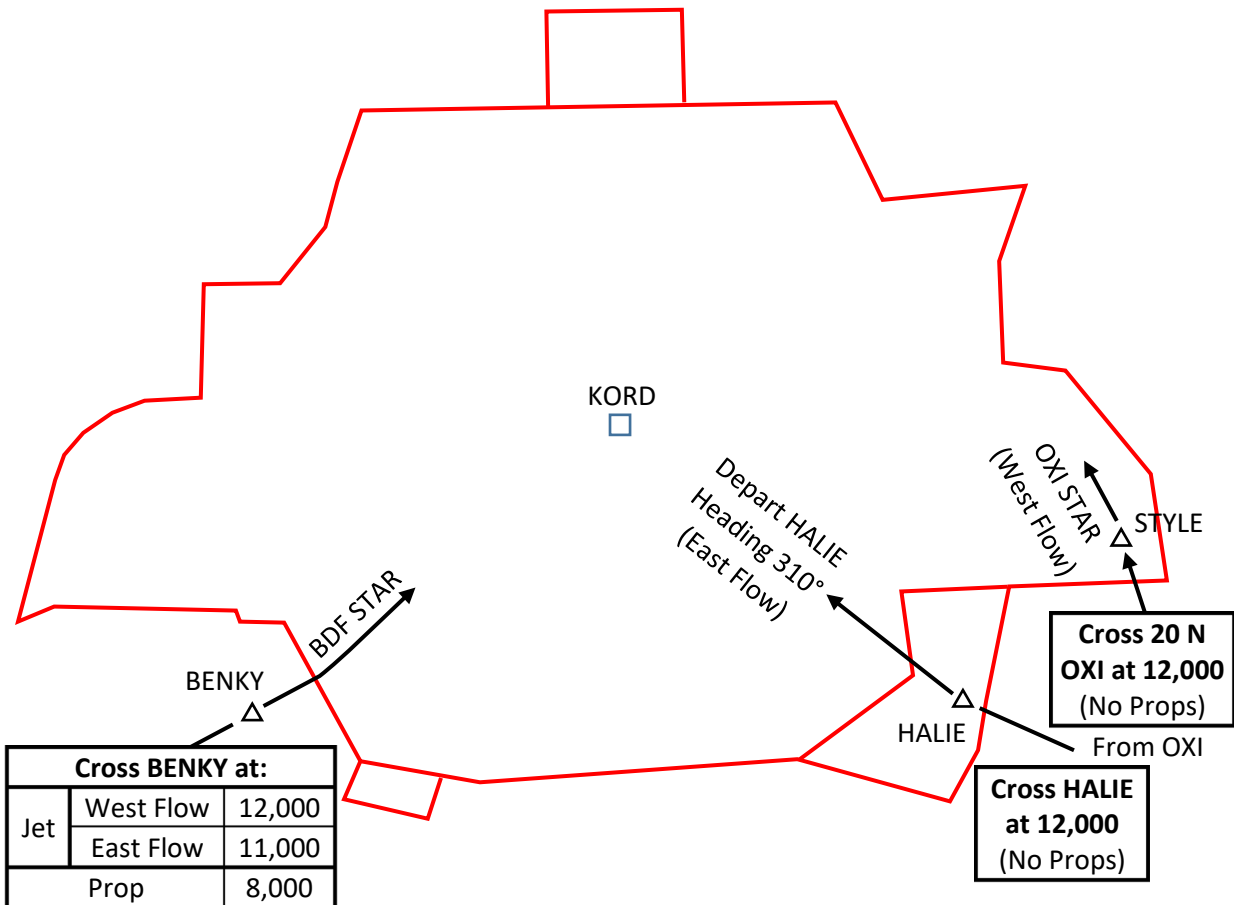 KORD
Depart HALIE
Heading 310°
(East Flow)
OXI STAR
(West Flow)
STYLE
BDF STAR
BENKY
Cross 20 N
OXI at 12,000
(No Props)
HALIE
From OXI
Cross HALIE
at 12,000
(No Props)
Cross BENKY at:
Jet West Flow 12,000
East Flow 11,000
Prop 8,000